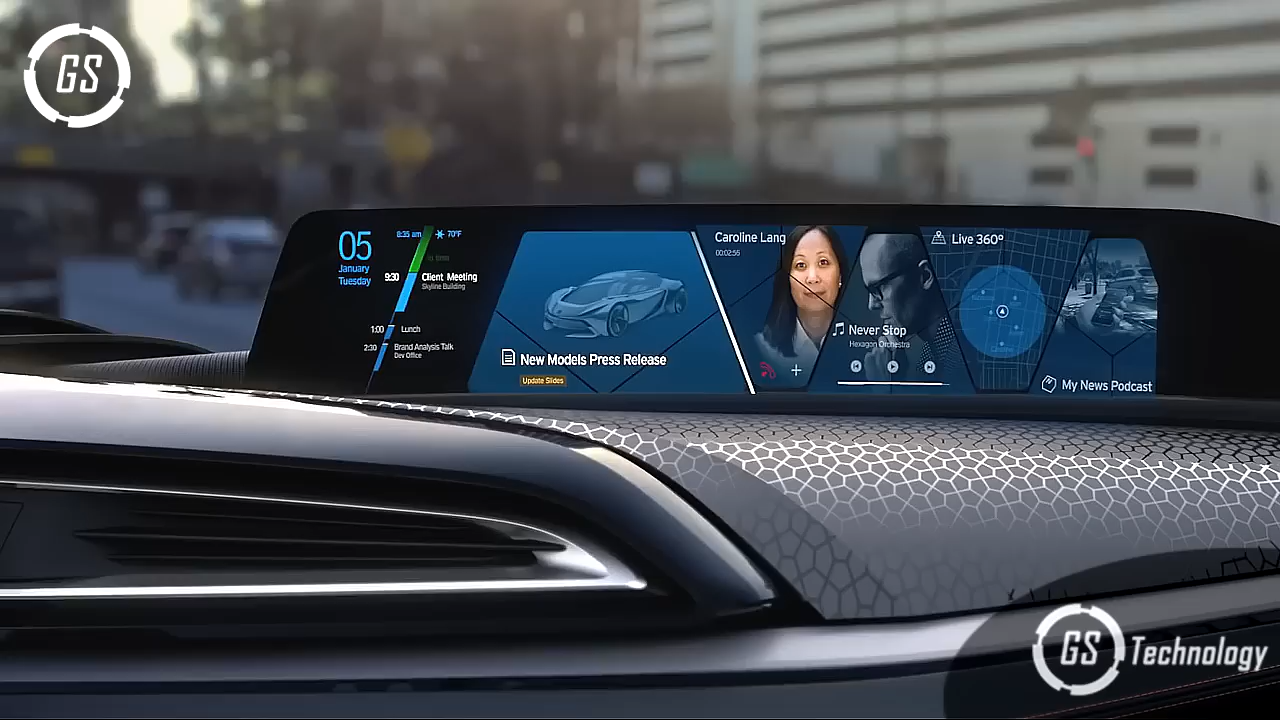 GS
05
January
Tuesday
8:35 am
70°F
in time
9:30
Client Meeting
Skyline Building
1:00
Lunch
2:30
Brand Analysis Talk
Dev Office
New Models Press Release
Update Slides
Caroline Lang
00:02:56
Never Stop
Hexagon Orchestra
Live 360°
My News Podcast
GS Technology